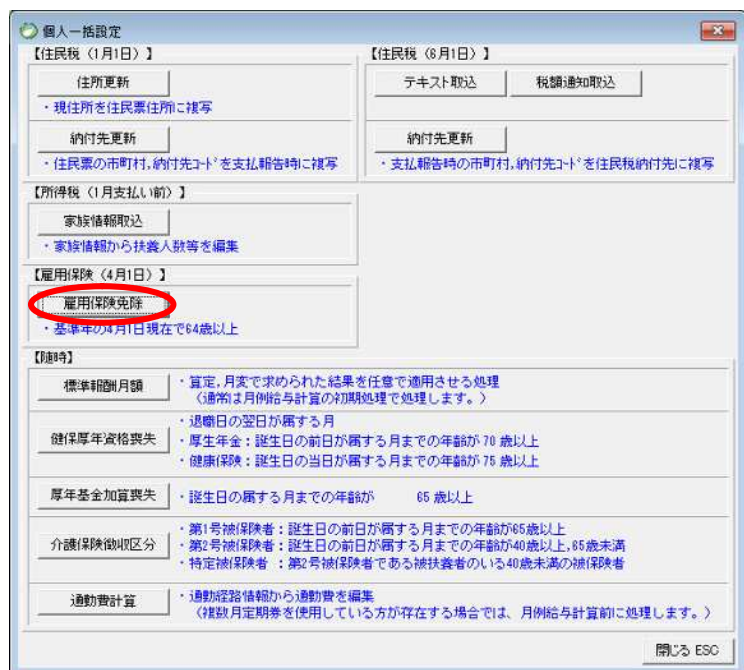 個人一括設定
【住民税（1月1日）】
住所更新
・現住所を住民票住所に複写
納付先更新
・住民票の市町村,納付先ｺｰﾄﾞを支払報告時に複写
【住民税（6月1日）】
テキスト取込
税額通知取込
納付先更新
・支払報告時の市町村,納付先ｺｰﾄﾞを住民税納付先に複写
【所得税（1月支払い前）】
家族情報取込
・家族情報から扶養人数等を編集
【雇用保険（4月1日）】
雇用保険免除
・基準年の4月1日現在で64歳以上
【随時】
標準報酬月額
・算定,月変で求められた結果を任意で適用させる処理
（通常は月例給与計算の初期処理で処理します。）
健保厚年資格喪失
・退職日の翌日が属する月
・厚生年金：誕生日の前日が属する月までの年齢が 70 歳以上
・健康保険：誕生日の当日が属する月までの年齢が 75 歳以上
厚年基金加算喪失
・誕生日の属する月までの年齢が 65 歳以上
介護保険徴収区分
・第1号被保険者：誕生日の前日が属する月までの年齢が65歳以上
・第2号被保険者：誕生日の前日が属する月までの年齢が40歳以上,65歳未満
・特定被保険者 ：第2号被保険者である被扶養者のいる40歳未満の被保険者
通勤費計算
・通勤経路情報から通勤費を編集
（複数月定期券を使用している方が存在する場合では、月例給与計算前に処理します。）
閉じる ESC